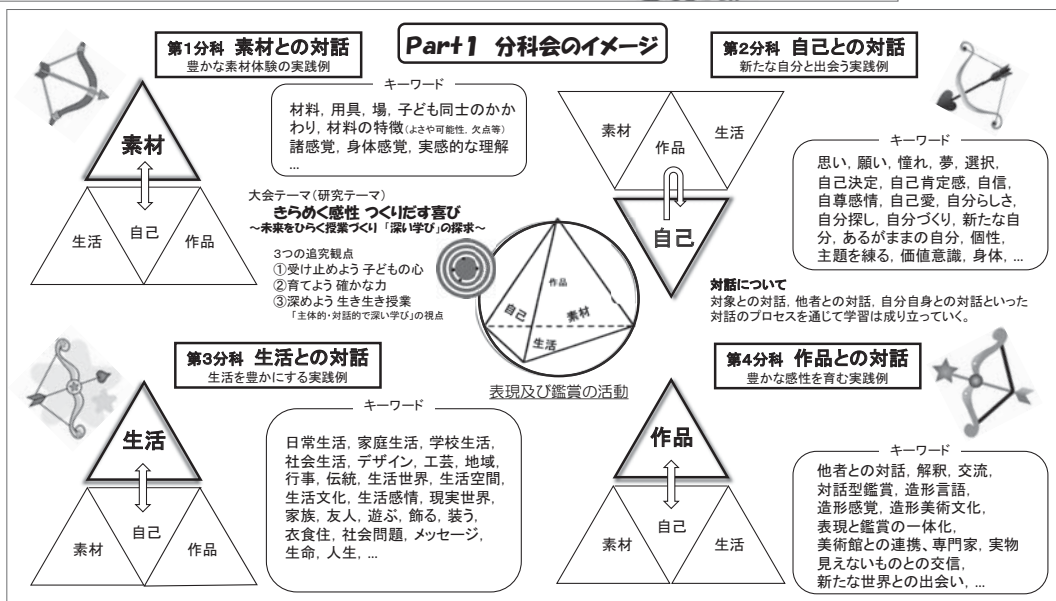 Part1 分科会のイメージ
第1分科 素材との対話
豊かな素材体験の実践例
素材
生活
自己
作品
キーワード
材料, 用具, 場, 子ども同士のかか
わり, 材料の特徴(よさや可能性, 欠点等)
諸感覚, 身体感覚, 実感的な理解
...
第2分科 自己との対話
新たな自分と出会う実践例
素材
作品
生活
自己
キーワード
思い, 願い, 憧れ, 夢, 選択,
自己決定, 自己肯定感, 自信,
自尊感情, 自己愛, 自分らしさ,
自分探し, 自分づくり, 新たな自
分, あるがままの自分, 個性,
主題を練る, 価値意識, 身体, ...
大会テーマ(研究テーマ)
きらめく感性 つくりだす喜び
~未来をひらく授業づくり 「深い学び」の探求~
3つの追究観点
①受け止めよう 子どもの心
②育てよう 確かな力
③深めよう 生き生き授業
「主体的・対話的で深い学び」の視点
作品
自己
素材
生活
表現及び鑑賞の活動
対話について
対象との対話, 他者との対話, 自分自身との対話といった
対話のプロセスを通じて学習は成り立っていく。
第3分科 生活との対話
生活を豊かにする実践例
生活
素材
自己
作品
キーワード
日常生活, 家庭生活, 学校生活,
社会生活, デザイン, 工芸, 地域,
行事, 伝統, 生活世界, 生活空間,
生活文化, 生活感情, 現実世界,
家族, 友人, 遊ぶ, 飾る, 装う,
衣食住, 社会問題, メッセージ,
生命, 人生, ...
第4分科 作品との対話
豊かな感性を育む実践例
作品
素材
自己
生活
キーワード
他者との対話, 解釈, 交流,
対話型鑑賞, 造形言語,
造形感覚, 造形美術文化,
表現と鑑賞の一体化,
美術館との連携、専門家, 実物
見えないものとの交信,
新たな世界との出会い, ...